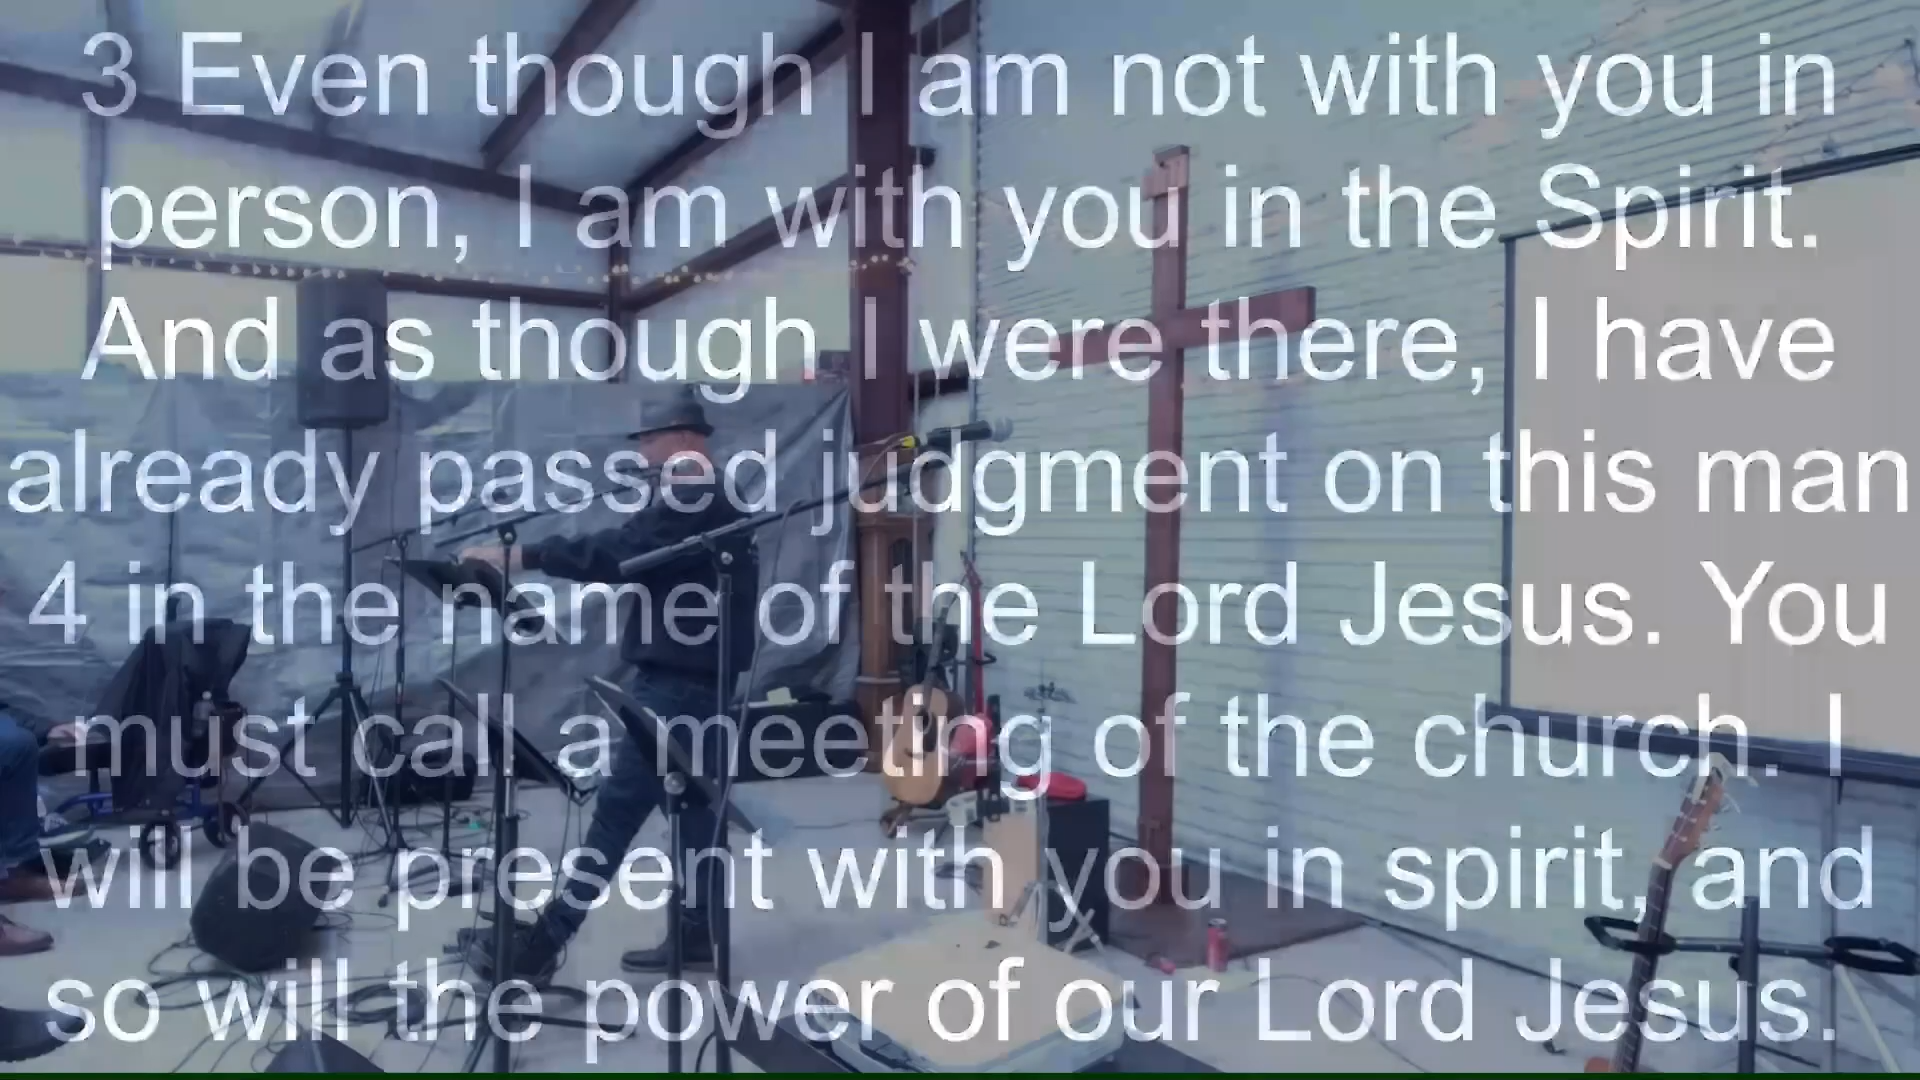 3 Even though I am not with you in
person, I am with you in the Spirit.
And as though I were there, I have
already passed judgment on this man
4 in the name of the Lord Jesus. You
must call a meeting of the church. I
will be present with you in spirit, and
so will the power of our Lord Jesus.